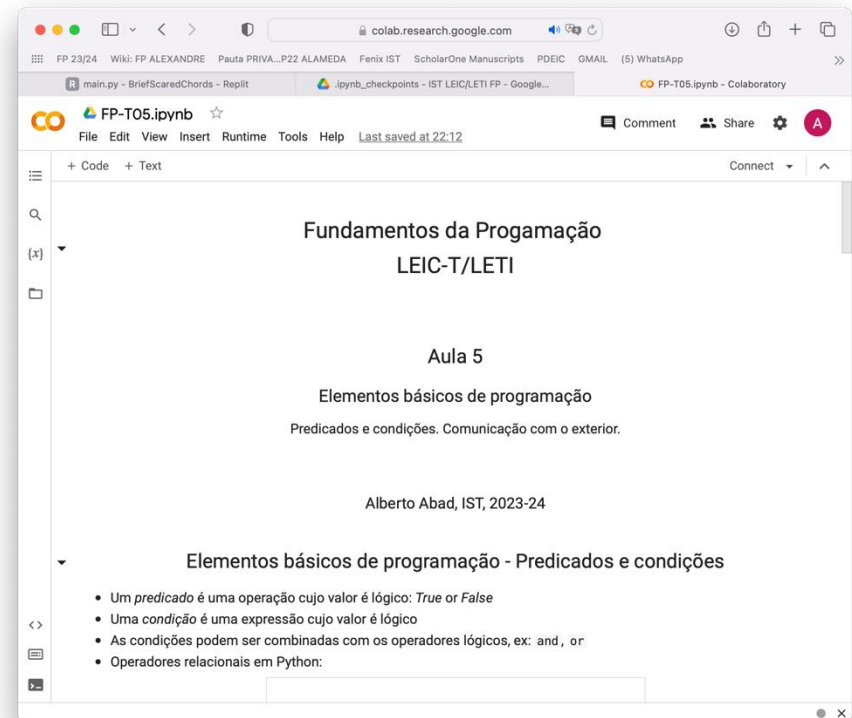 colab.research.google.com
FP 23/24 Wiki: FP ALEXANDRE Pauta PRIVA...P22 ALAMEDA Fenix IST ScholarOne Manuscripts PDEIC GMAIL (5) WhatsApp
R main.py - BriefScaredChords - Replit .ipynb_checkpoints - IST LEIC/LETI FP - Google... FP-T05.ipynb - Colaboratory
FP-T05.ipynb
File Edit View Insert Runtime Tools Help Last saved at 22:12
Comment Share A
+ Code + Text Connect
{x}
Fundamentos da Progamação
LEIC-T/LETI
Aula 5
Elementos básicos de programação
Predicados e condições. Comunicação com o exterior.
Alberto Abad, IST, 2023-24
Elementos básicos de programação - Predicados e condições
• Um predicado é uma operação cujo valor é lógico: True or False
• Uma condição é uma expressão cujo valor é lógico
• As condições podem ser combinadas com os operadores lógicos, ex: and, or
• Operadores relacionais em Python: